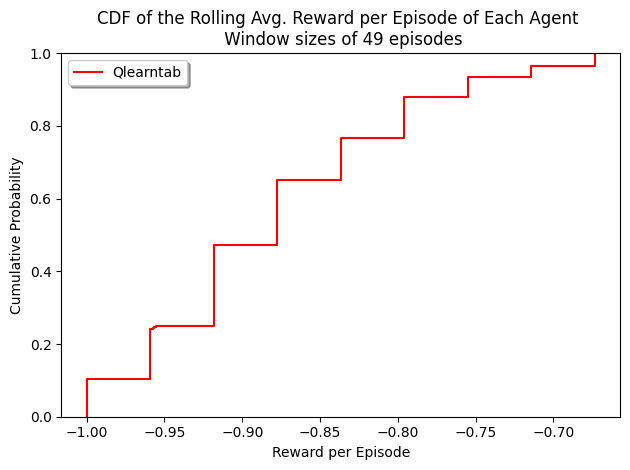 CDF of the Rolling Avg. Reward per Episode of Each Agent
Window sizes of 49 episodes
Qlearntab
1.0
0.8
0.6
0.4
0.2
0.0
Cumulative Probability
−1.00
−0.95
−0.90
−0.85
−0.80
−0.75
−0.70
Reward per Episode